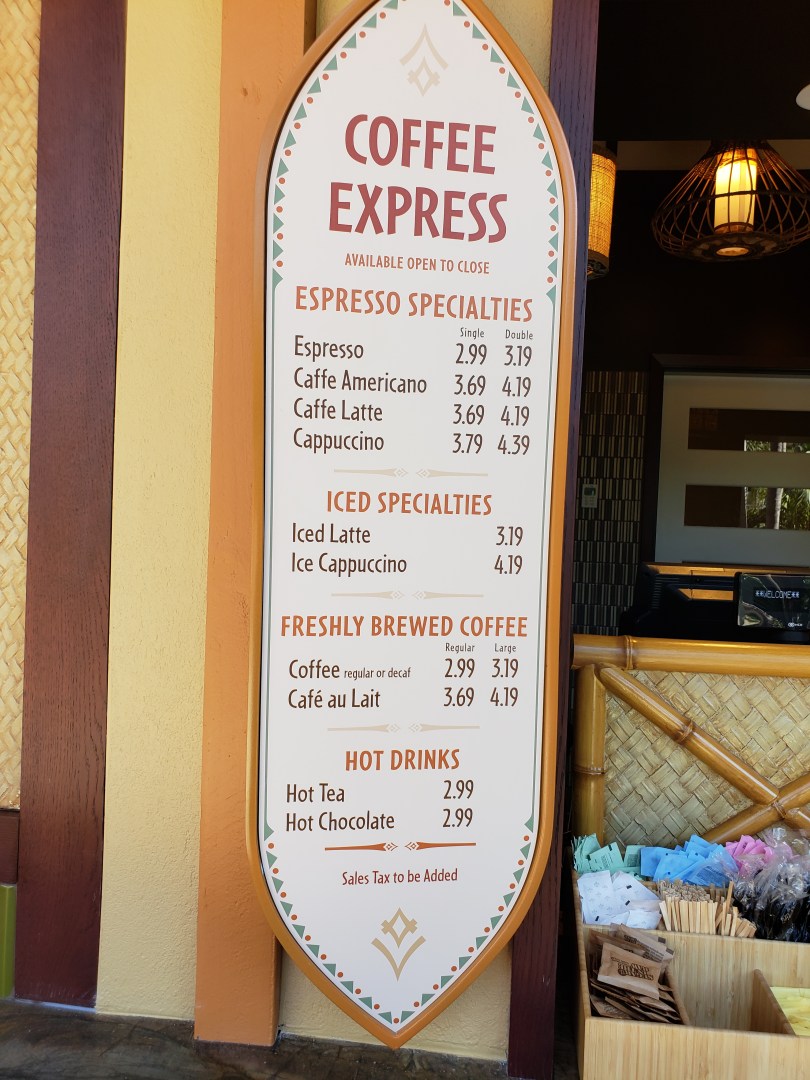 COFFEE
EXPRESS
AVAILABLE OPEN TO CLOSE
ESPRESSO SPECIALTIES
Single Double
Espresso 2.99 3.19
Caffe Americano 3.69 4.19
Caffe Latte 3.69 4.19
Cappuccino 3.79 4.39
ICED SPECIALTIES
Iced Latte 3.19
Ice Cappuccino 4.19
FRESHLY BREWED COFFEE
Regular Large
Coffee regular or decaf 2.99 3.19
Café au Lait 3.69 4.19
HOT DRINKS
Hot Tea 2.99
Hot Chocolate 2.99
Sales Tax to be Added
**WELCOME**